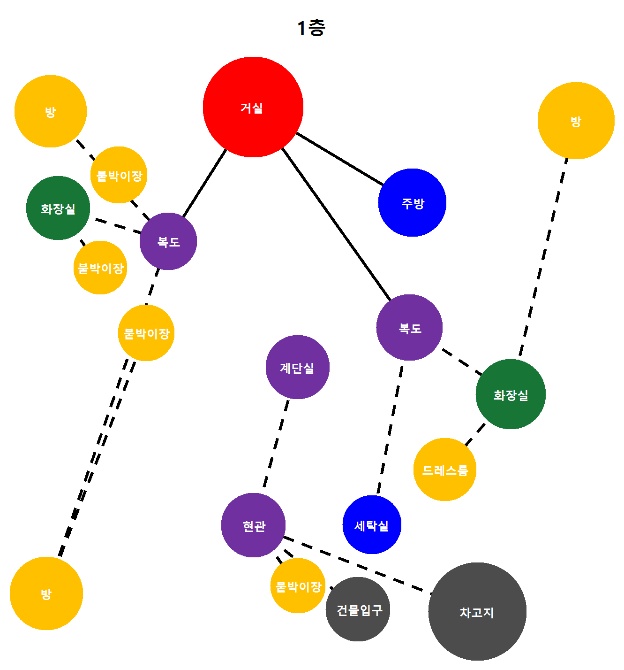 1층
거실
방
방
붙박이장
화장실
주방
복도
붙박이장
붙박이장
복도
계단실
화장실
드레스룸
현관
세탁실
붙박이장
방
건물입구
차고지